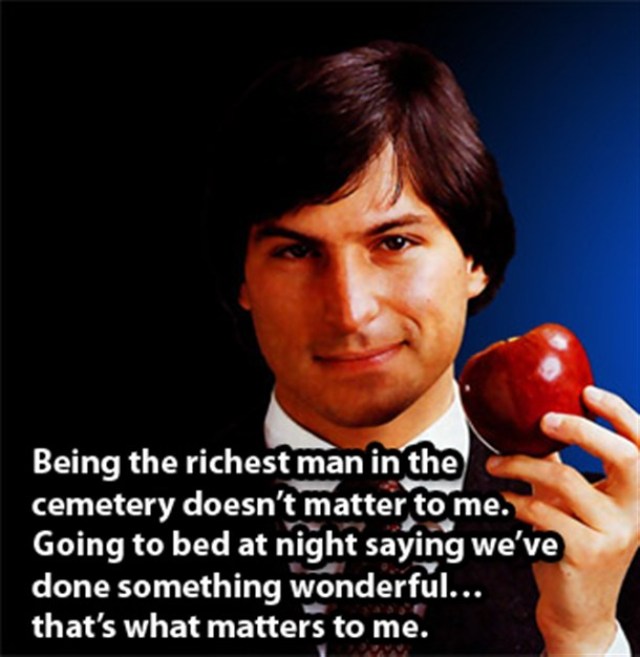 Being the richest man in the
cemetery doesn't matter to me.
Going to bed at night saying we've
done something wonderful...
that's what matters to me.